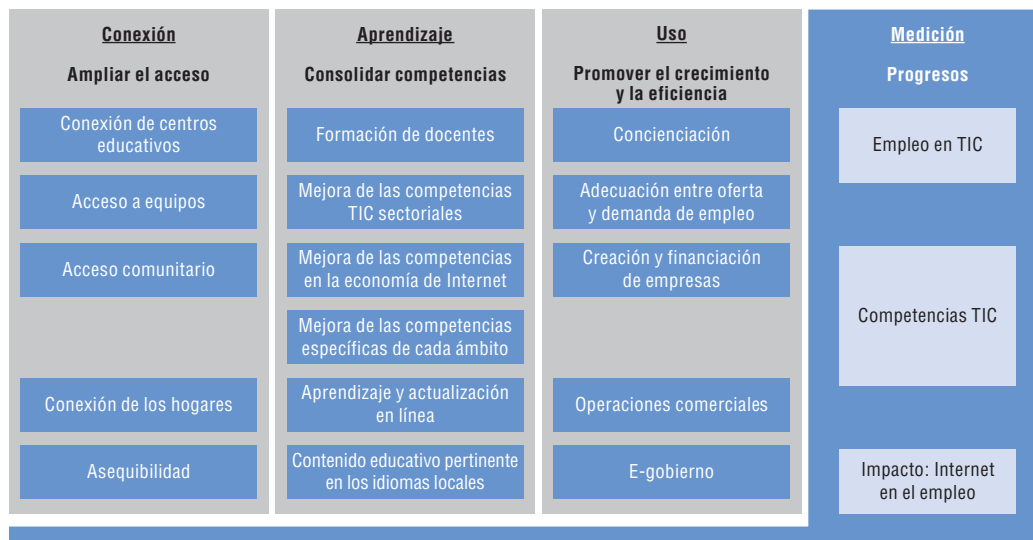 Conexión
Ampliar el acceso
Conexión de centros
educativos
Acceso a equipos
Acceso comunitario
Conexión de los hogares
Asequibilidad
Aprendizaje
Consolidar competencias
Formación de docentes
Mejora de las competencias
TIC sectoriales
Mejora de las competencias
en la economía de Internet
Mejora de las competencias
específicas de cada ámbito
Aprendizaje y actualización
en línea
Contenido educativo pertinente
en los idiomas locales
Uso
Promover el crecimiento
y la eficiencia
Concienciación
Adecuación entre oferta
y demanda de empleo
Creación y financiación
de empresas
Operaciones comerciales
E-gobierno
Medición
Progresos
Empleo en TIC
Competencias TIC
Impacto: Internet
en el empleo